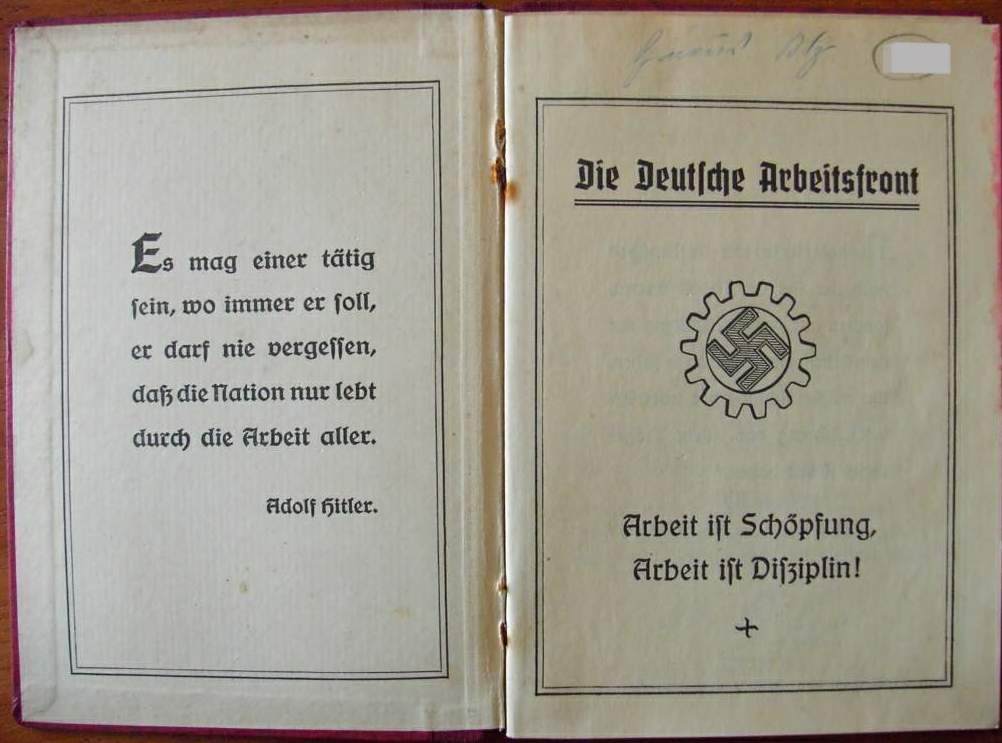 Es mag einer tätig
sein, wo immer er soll,
er darf nie vergessen,
daß die Nation nur lebt
durch die Arbeit aller.
Adolf Hitler.
Die Deutsche Arbeitsfront
Arbeit ist Schöpfung,
Arbeit ist Disziplin!